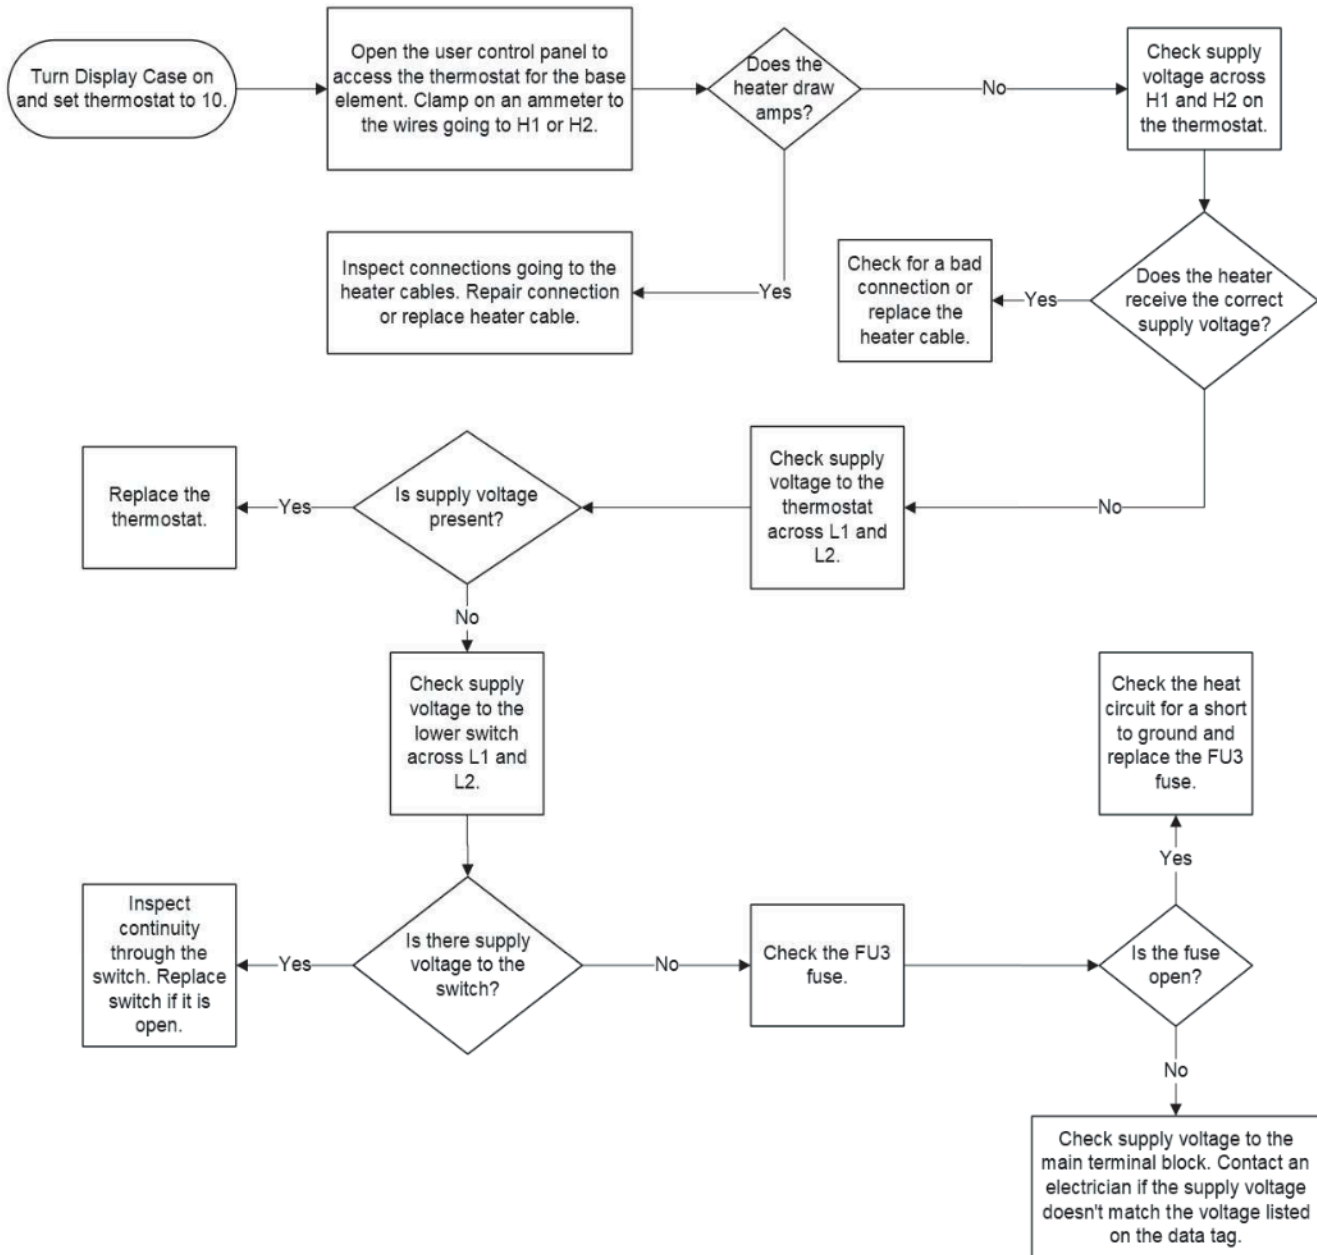 Turn Display Case on
and set thermostat to 10.
Open the user control panel to
access the thermostat for the base
element. Clamp on an ammeter to
the wires going to H1 or H2.
Does the
heater draw
amps?
No
Check supply
voltage across
H1 and H2 on
the thermostat.
Yes
Inspect connections going to the
heater cables. Repair connection
or replace heater cable.
Does the heater
receive the correct
supply voltage?
Yes
Check for a bad
connection or
replace the
heater cable.
No
Check supply
voltage to the
thermostat
across L1 and
L2.
Is supply voltage
present?
Yes
Replace the
thermostat.
No
Check supply
voltage to the
lower switch
across L1 and
L2.
Is there supply
voltage to the
switch?
Yes
Inspect
continuity
through the
switch. Replace
switch if it is
open.
No
Check the FU3
fuse.
Is the fuse
open?
Yes
Check the heat
circuit for a short
to ground and
replace the FU3
fuse.
No
Check supply voltage to the
main terminal block. Contact an
electrician if the supply voltage
doesn't match the voltage listed
on the data tag.